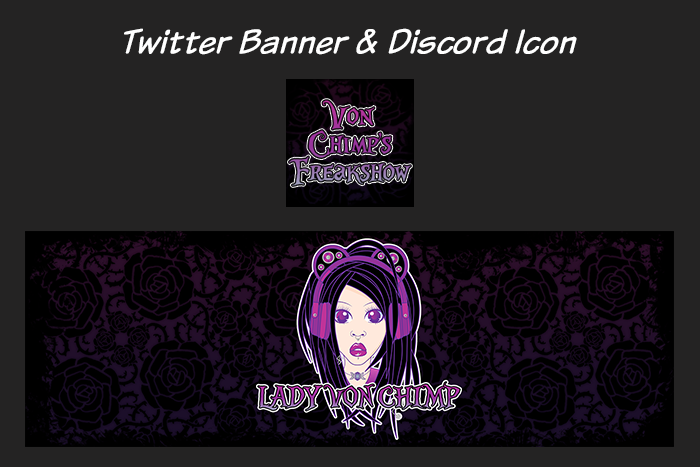 Twitter Banner & Discord Icon
Von
Chimp's
Freakshow
LADY VON CHIMP